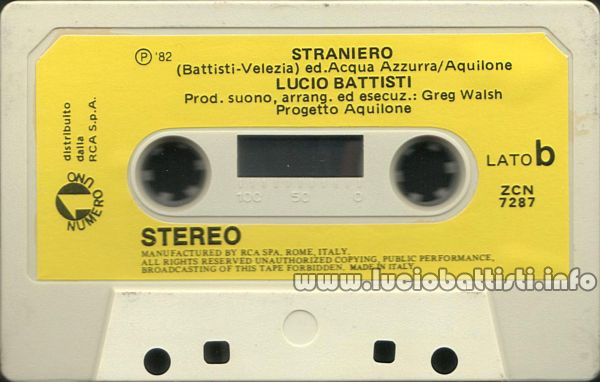 Ⓟ '82 STRANIERO
(Battisti-Velezia) ed.Acqua Azzurra/Aquilone
LUCIO BATTISTI
Prod. suono, arrang. ed esecuz.: Greg Walsh
Progetto Aquilone
distribuito
dalla
RCA S.p.A.
NUMERO UNO
LATO b
ZCN
7287
100 50 0
STEREO
MANUFACTURED BY RCA SPA, ROME, ITALY.
ALL RIGHTS RESERVED UNAUTHORIZED COPYING, PUBLIC PERFORMANCE,
BROADCASTING OF THIS TAPE FORBIDDEN. MADE IN ITALY
www.luciobattisti.info